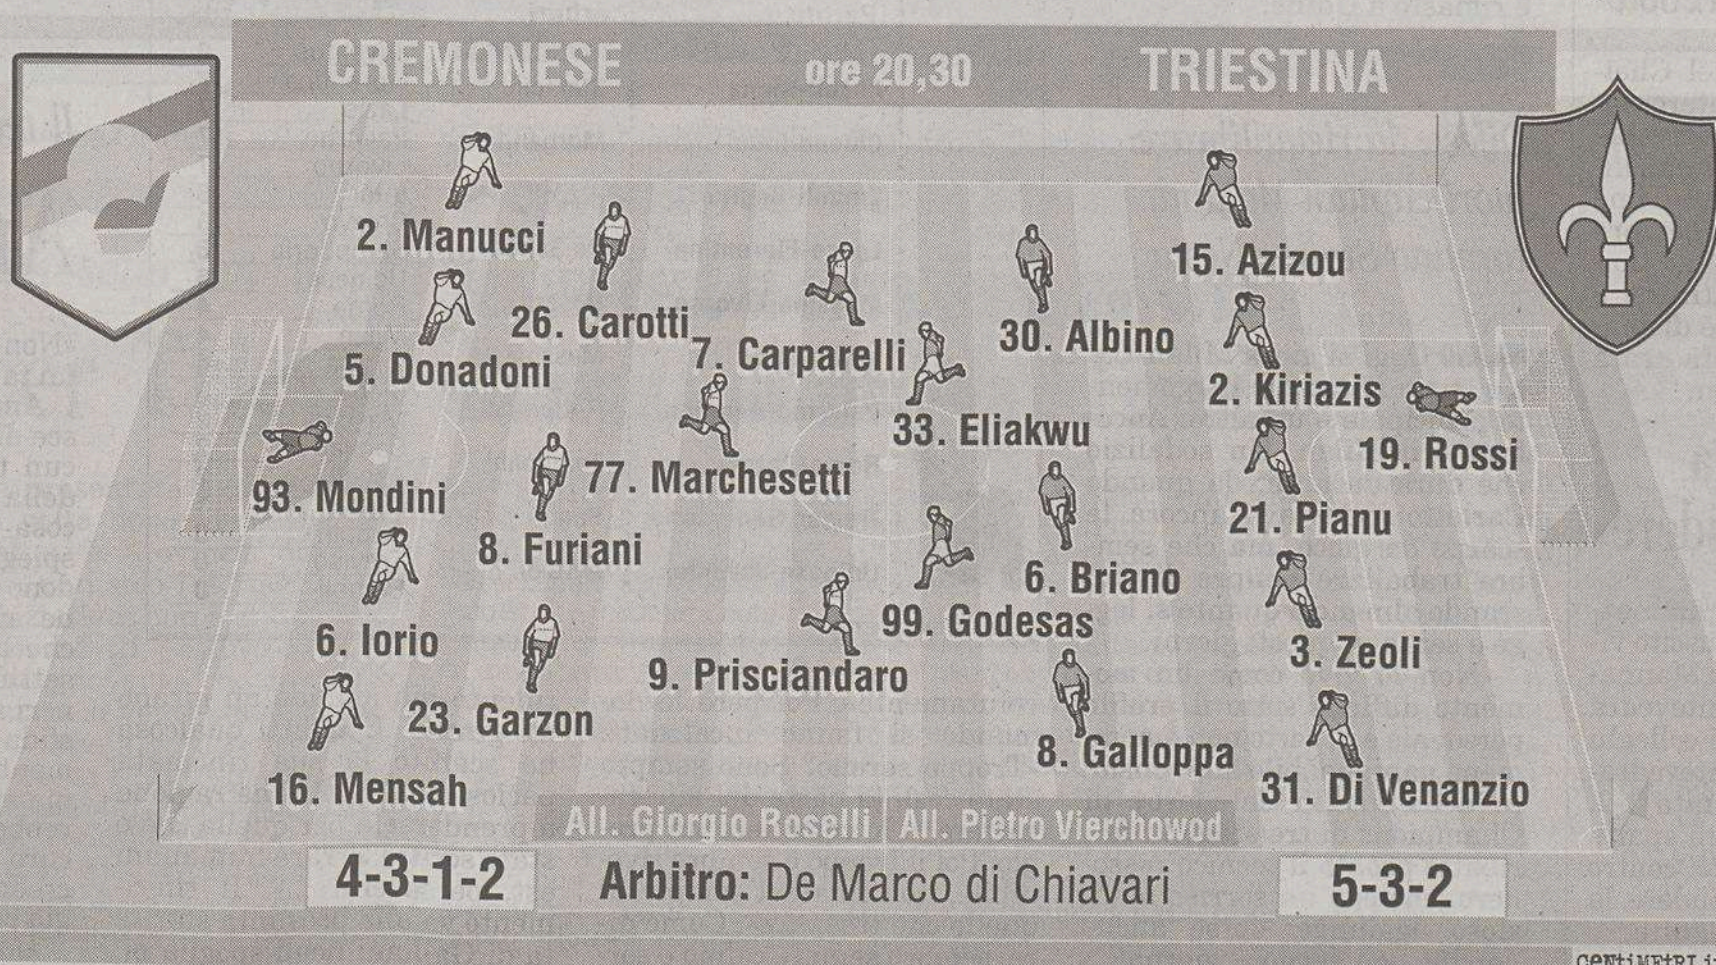 CREMONESE ore 20,30 TRIESTINA
2. Manucci
26. Carotti
5. Donadoni
7. Carparelli
77. Marchesetti
93. Mondini
8. Furiani
6. Iorio
9. Prisciandaro
23. Garzon
16. Mensah
15. Azizou
30. Albino
2. Kiriazis
33. Eliakwu
19. Rossi
21. Pianu
6. Briano
99. Godesas
3. Zeoli
8. Galloppa
31. Di Venanzio
All. Giorgio Roselli All. Pietro Vierchowod
4-3-1-2 Arbitro: De Marco di Chiavari 5-3-2